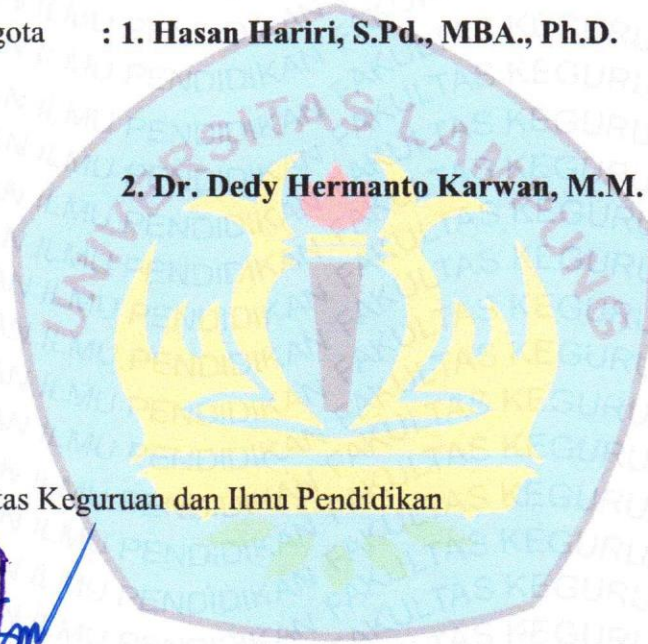 gota : 1. Hasan Hariri, S.Pd., MBA., Ph.D.
UNIVERSITAS LAMPUNG
2. Dr. Dedy Hermanto Karwan, M.M.
tas Keguruan dan Ilmu Pendidikan